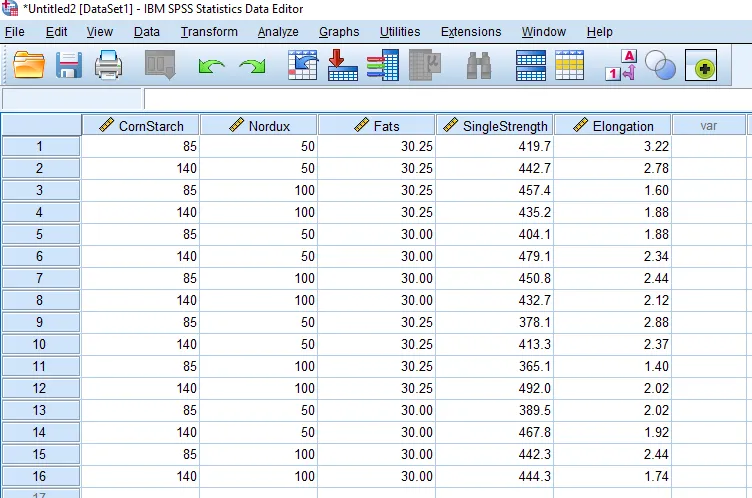 *Untitled2 [DataSet1] - IBM SPSS Statistics Data Editor
File Edit View Data Transform Analyze Graphs Utilities Extensions Window Help
CornStarch Nordux Fats SingleStrength Elongation var
1 85 50 30.25 419.7 3.22
2 140 50 30.25 442.7 2.78
3 85 100 30.25 457.4 1.60
4 140 100 30.25 435.2 1.88
5 85 50 30.00 404.1 1.88
6 140 50 30.00 479.1 2.34
7 85 100 30.00 450.8 2.44
8 140 100 30.00 432.7 2.12
9 85 50 30.25 378.1 2.88
10 140 50 30.25 413.3 2.37
11 85 100 30.25 365.1 1.40
12 140 100 30.25 492.0 2.02
13 85 50 30.00 389.5 2.02
14 140 50 30.00 467.8 1.92
15 85 100 30.00 442.3 2.44
16 140 100 30.00 444.3 1.74
17